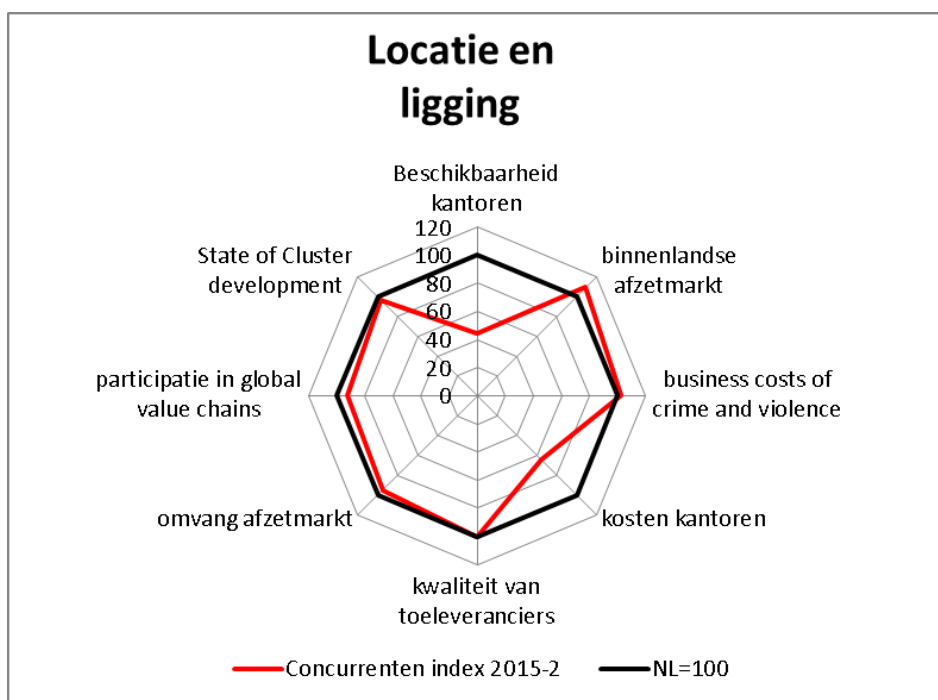 Locatie en
ligging
Beschikbaarheid
kantoren
120
100
80
60
40
20
0
binnenlandse
afzetmarkt
business costs of
crime and violence
kosten kantoren
kwaliteit van
toeleveranciers
omvang afzetmarkt
participatie in global
value chains
State of Cluster
development
Concurrenten index 2015-2
NL=100